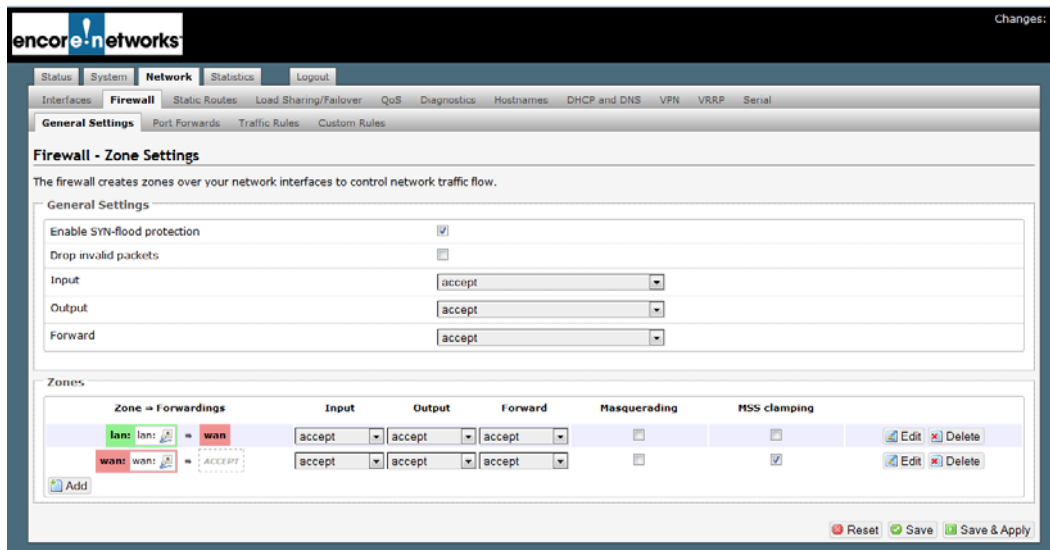 Changes:
encore!networks
Status System Network Statistics Logout
Interfaces Firewall Static Routes Load Sharing/Failover QoS Diagnostics Hostnames DHCP and DNS VPN VRRP Serial
General Settings Port Forwards Traffic Rules Custom Rules
Firewall - Zone Settings
The firewall creates zones over your network interfaces to control network traffic flow.
General Settings
Enable SYN-flood protection
Drop invalid packets
Input accept
Output accept
Forward accept
Zones
Zone ⇒ Forwardings Input Output Forward Masquerading MSS clamping
lan: lan: ⇒ wan accept accept accept Edit Delete
wan: wan: ⇒ ACCEPT accept accept accept Edit Delete
Add
Reset Save Save & Apply